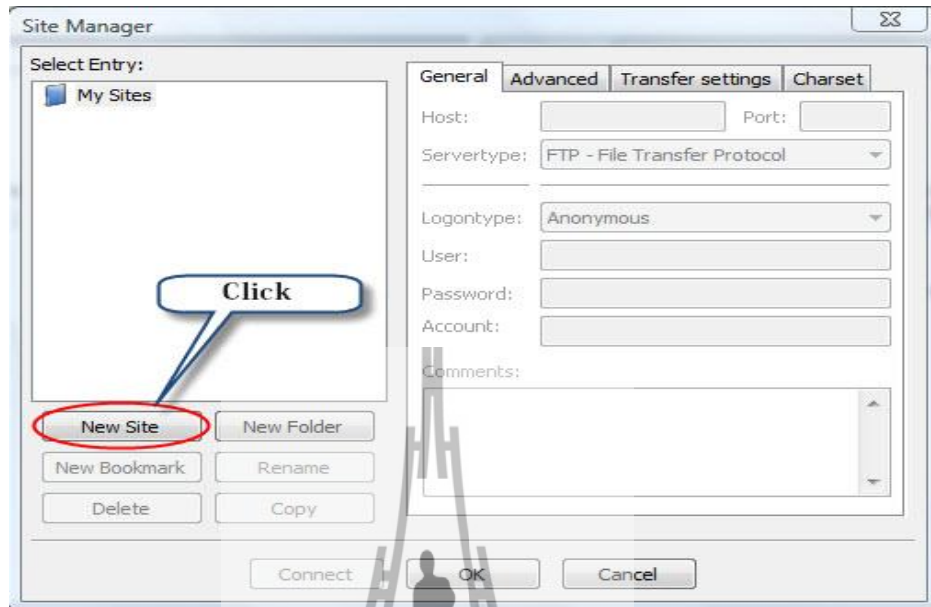 Site Manager
Select Entry:
My Sites
Click
New Site
New Folder
New Bookmark
Rename
Delete
Copy
General
Advanced
Transfer settings
Charset
Host:
Port:
Servertype:
FTP - File Transfer Protocol
Logontype:
Anonymous
User:
Password:
Account:
Comments:
Connect
OK
Cancel